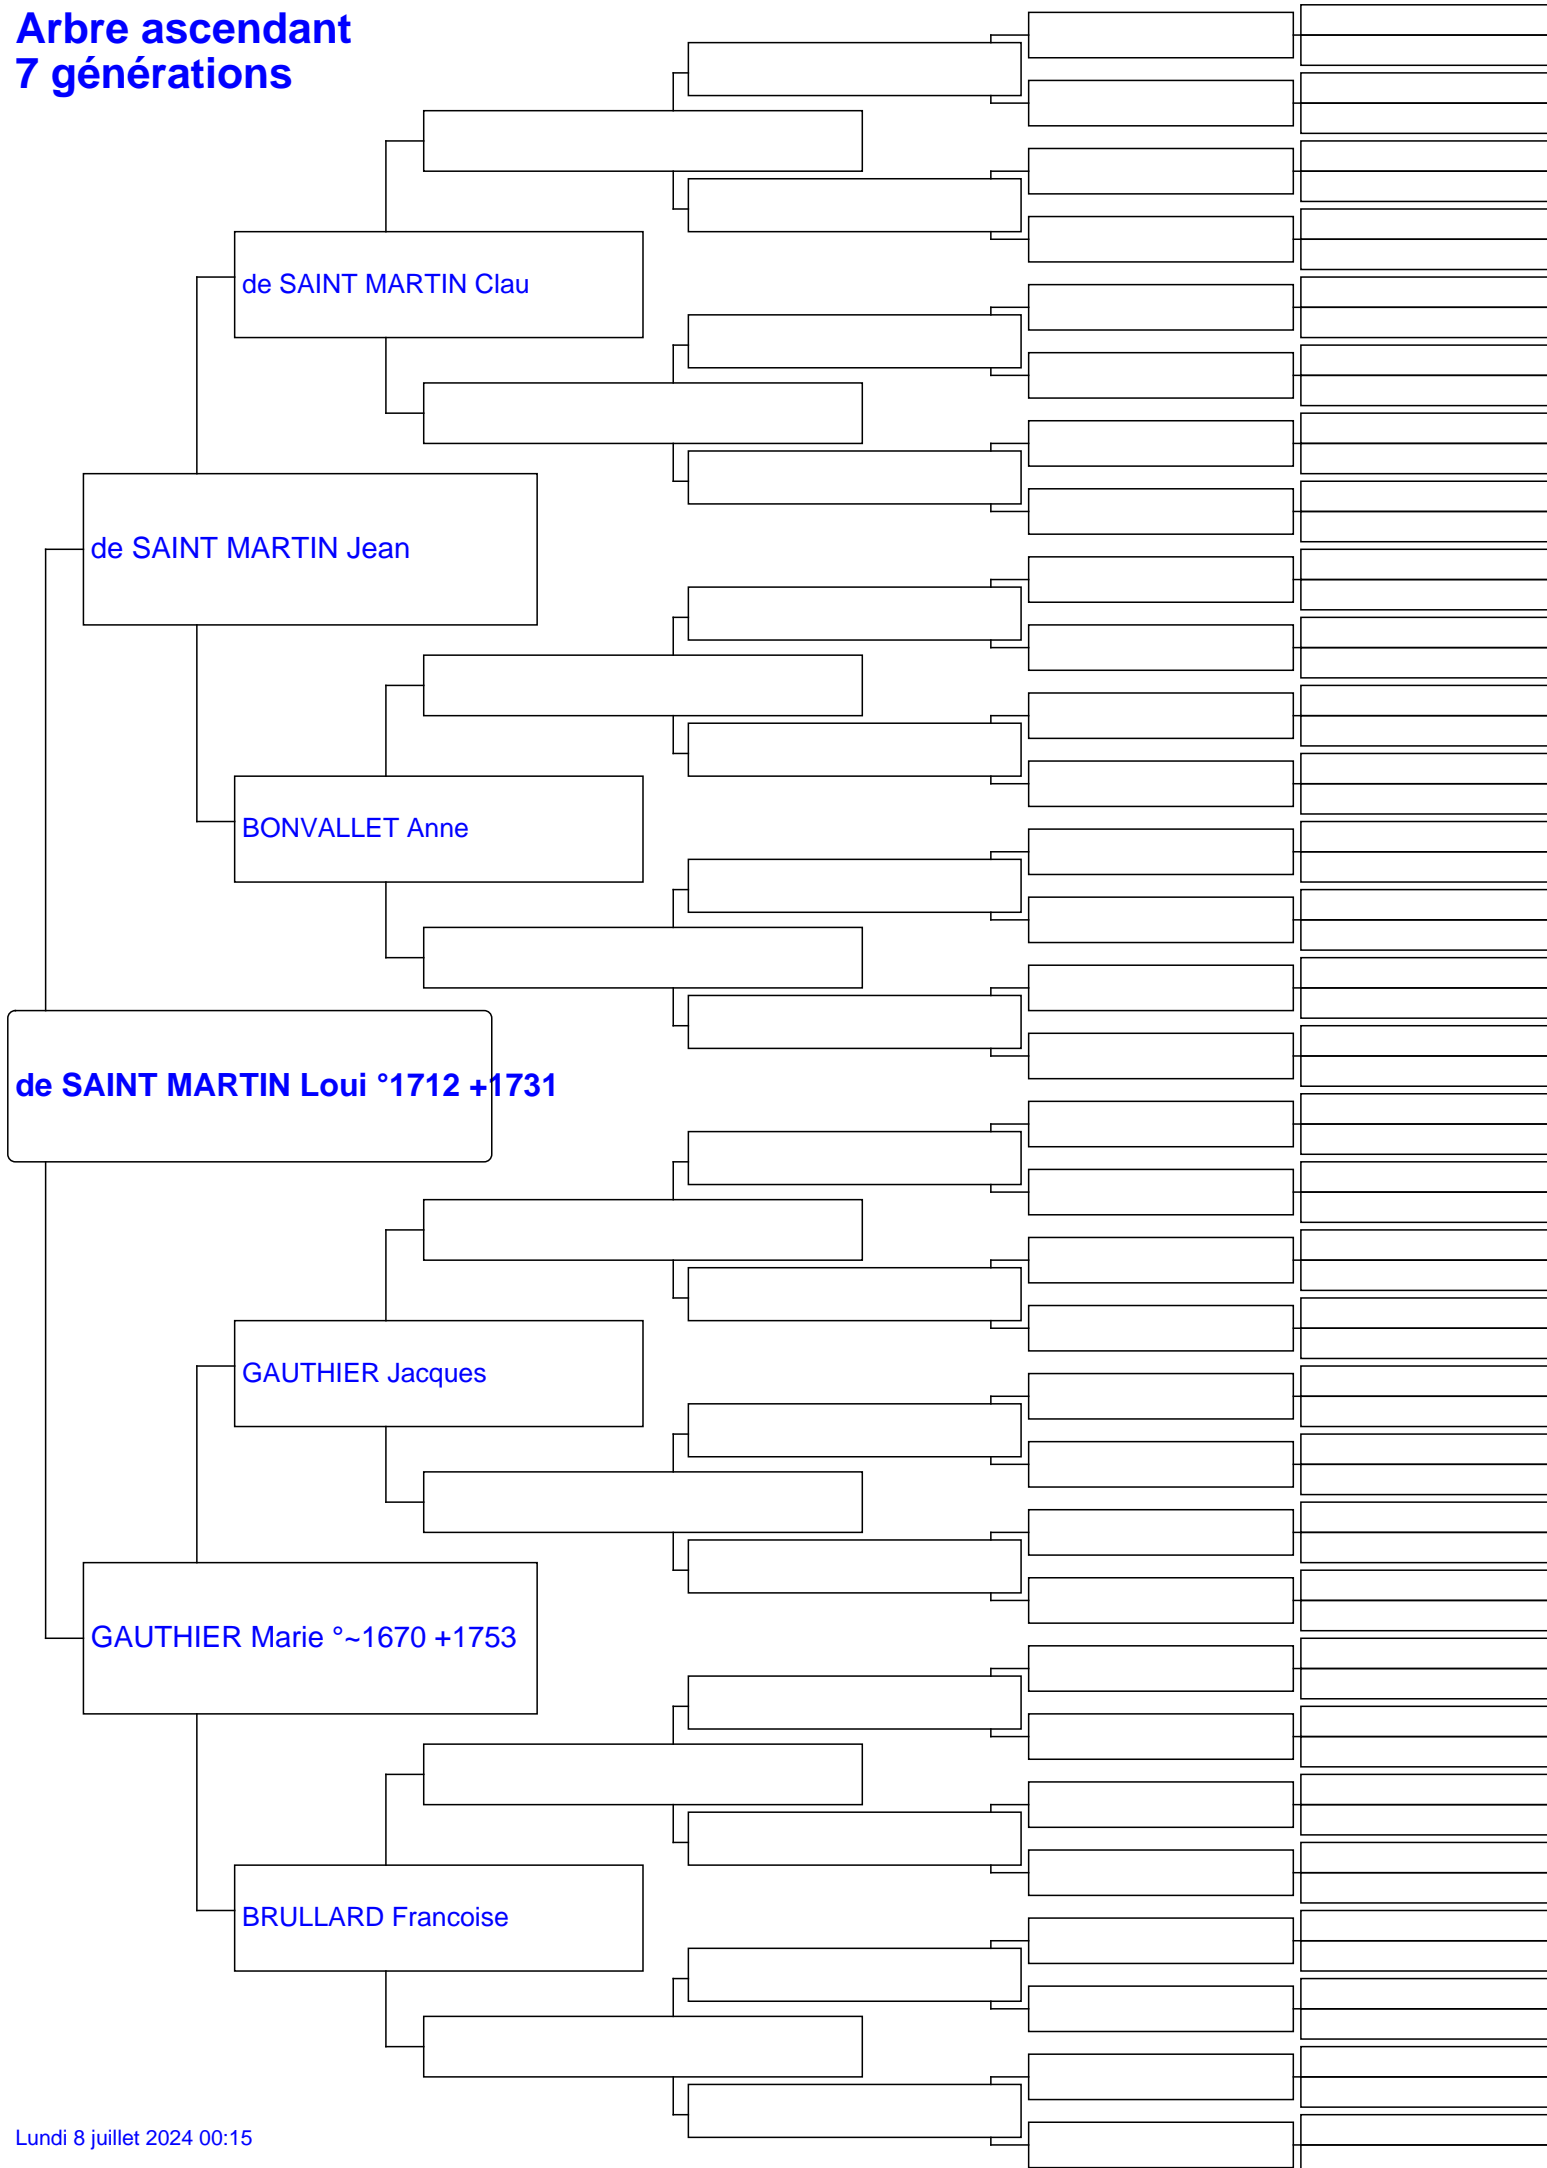 Arbre ascendant
7 générations
de SAINT MARTIN Clau
de SAINT MARTIN Jean
BONVALLET Anne
de SAINT MARTIN Loui °1712 +1731
GAUTHIER Jacques
GAUTHIER Marie °~1670 +1753
BRULLARD Francoise
Lundi 8 juillet 2024 00:15